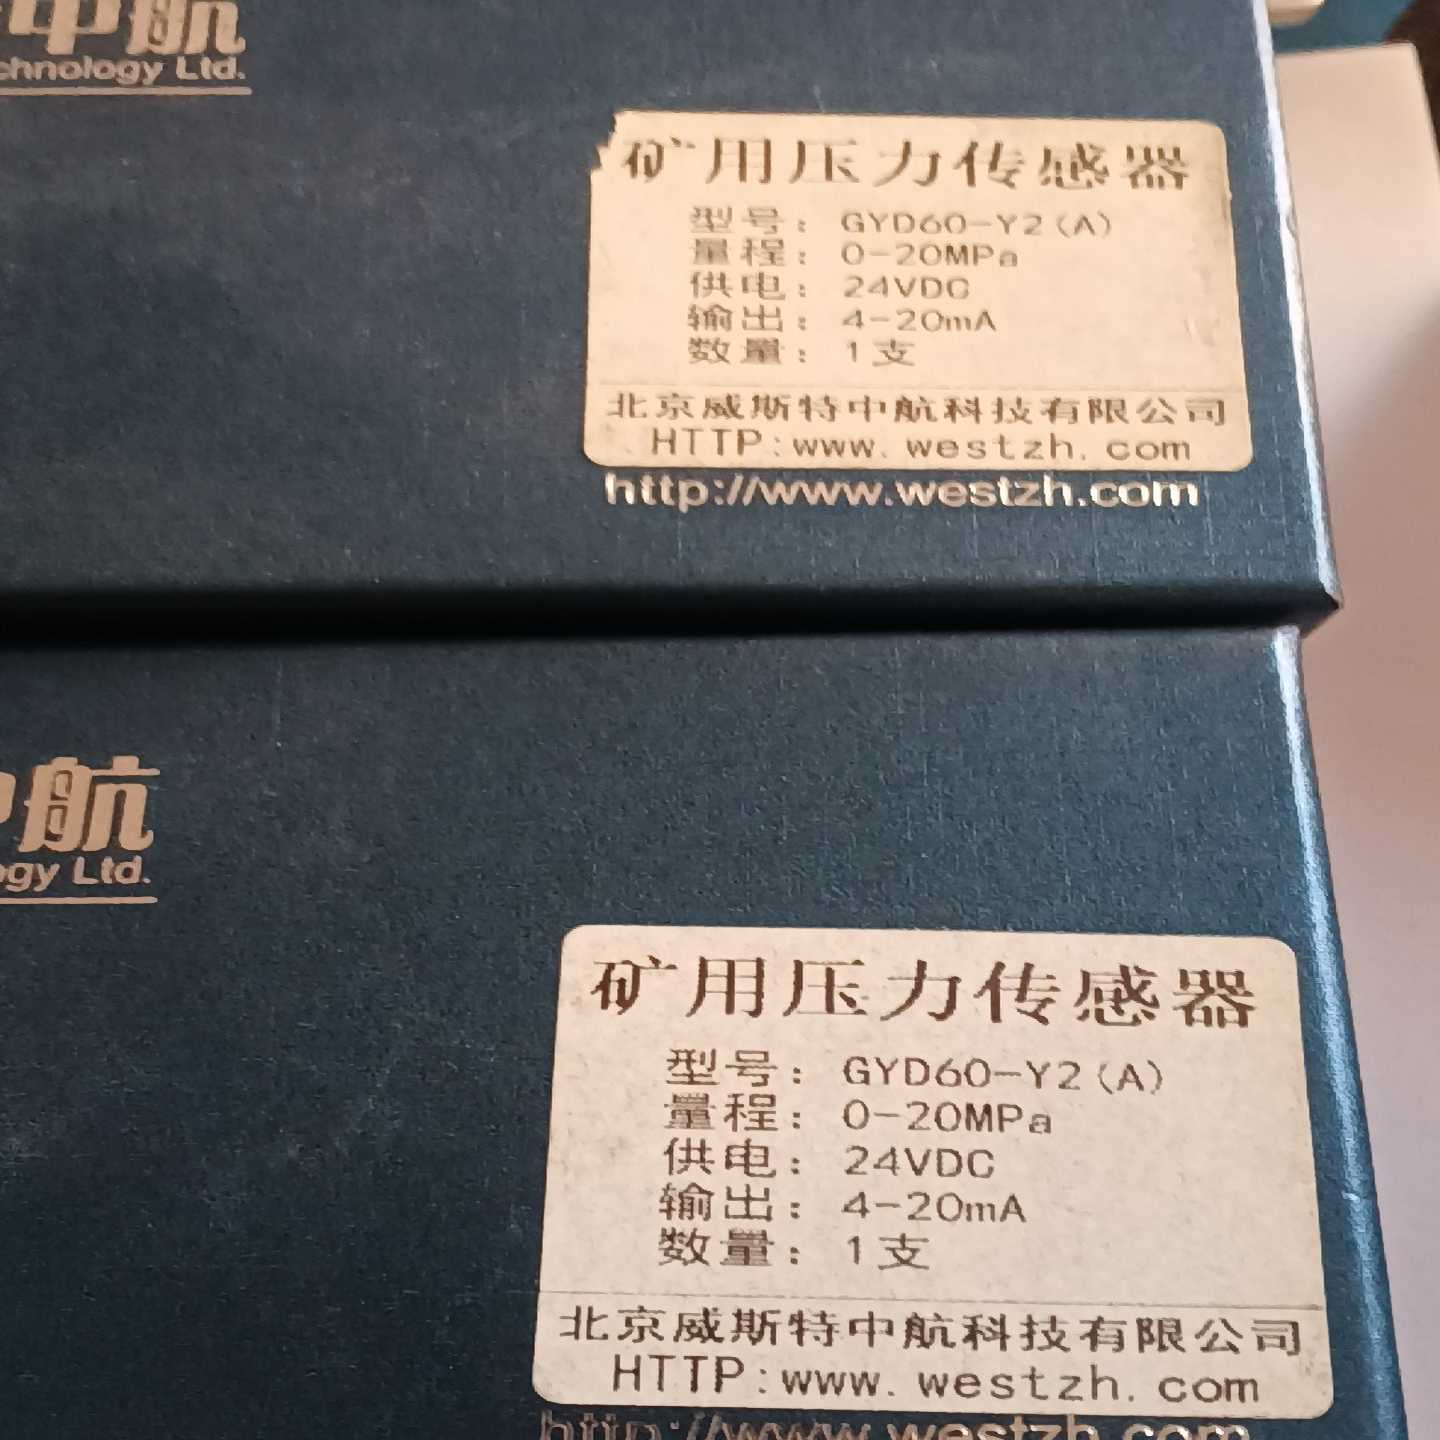 中航
chnology Ltd.
矿用压力传感器
型号: GYD60-Y2(A)
量程: 0-20MPa
供电: 24VDC
输出: 4-20mA
数量: 1支
北京威斯特中航科技有限公司
HTTP:www.westzh.com
http://www.westzh.com
中航
ogy Ltd.
矿用压力传感器
型号: GYD60-Y2(A)
量程: 0-20MPa
供电: 24VDC
输出: 4-20mA
数量: 1支
北京威斯特中航科技有限公司
HTTP:www.westzh.com
http://www.westzh.com